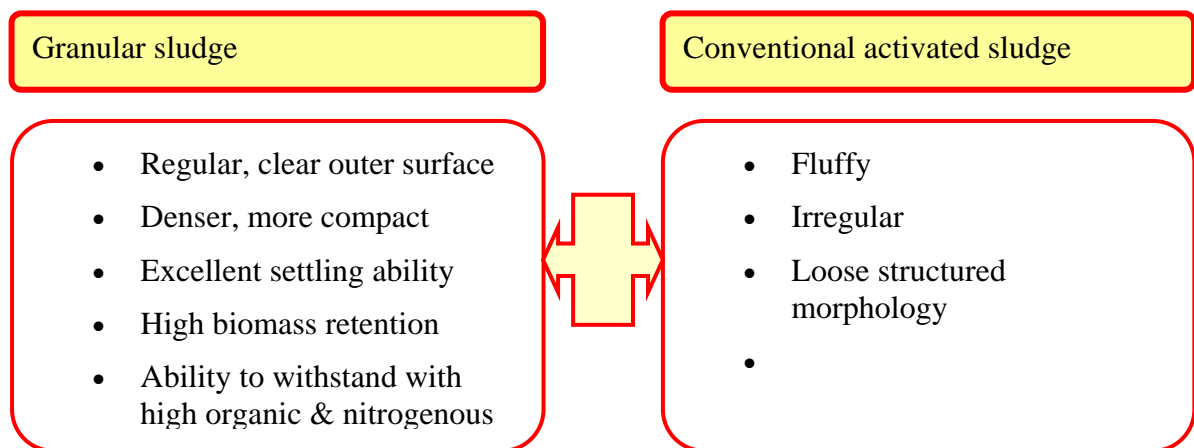 Granular sludge
Conventional activated sludge
• Regular, clear outer surface
• Denser, more compact
• Excellent settling ability
• High biomass retention
• Ability to withstand with
high organic & nitrogenous
• Fluffy
• Irregular
• Loose structured
morphology
•